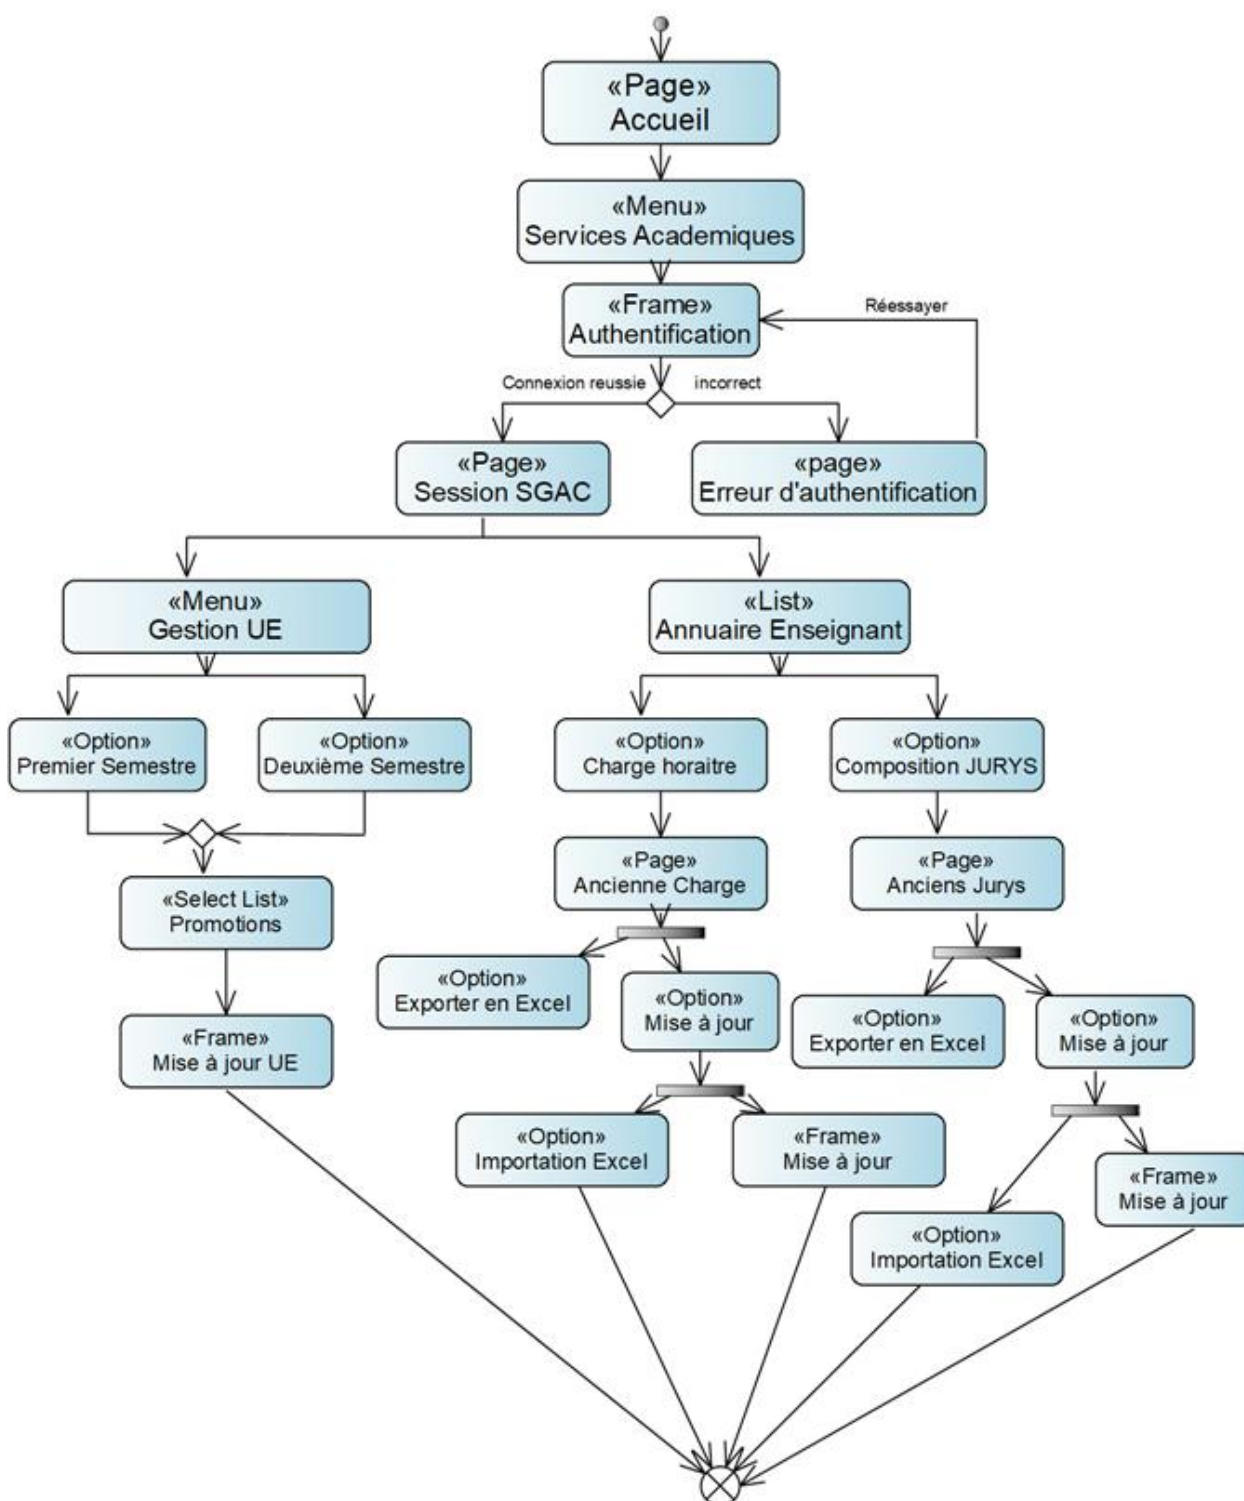 «Page»
Accueil
«Menu»
Services Academiques
«Frame»
Authentification
Réessayer
Connexion reussie
incorrect
«Page»
Session SGAC
«page»
Erreur d'authentification
«Menu»
Gestion UE
«List»
Annuaire Enseignant
«Option»
Premier Semestre
«Option»
Deuxième Semestre
«Option»
Charge horaitre
«Option»
Composition JURYS
«Select List»
Promotions
«Page»
Ancienne Charge
«Page»
Anciens Jurys
«Option»
Exporter en Excel
«Option»
Mise à jour
«Option»
Exporter en Excel
«Option»
Mise à jour
«Frame»
Mise à jour UE
«Option»
Importation Excel
«Frame»
Mise à jour
«Frame»
Mise à jour
«Option»
Importation Excel